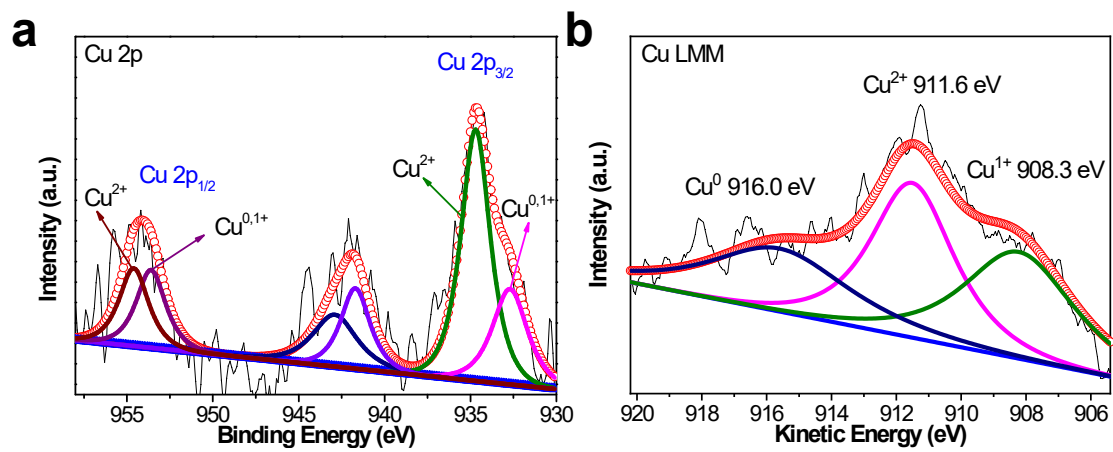 a
Cu 2p
Cu 2p3/2
Cu2+
Cu 2p1/2
Cu0,1+
Cu2+
Cu0,1+
Intensity (a.u.)
955
950
945
940
935
930
Binding Energy (eV)
b
Cu LMM
Cu2+ 911.6 eV
Cu1+ 908.3 eV
Cu0 916.0 eV
Intensity (a.u.)
920
918
916
914
912
910
908
906
Kinetic Energy (eV)